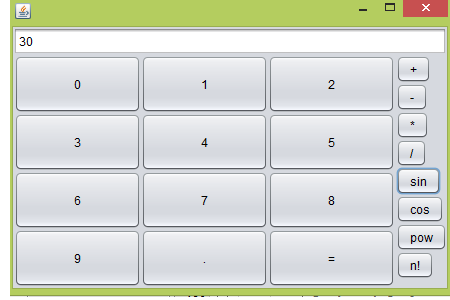 30
0 1 2 +
-
3 4 5 *
/
6 7 8 sin
cos
9 . = pow
n!